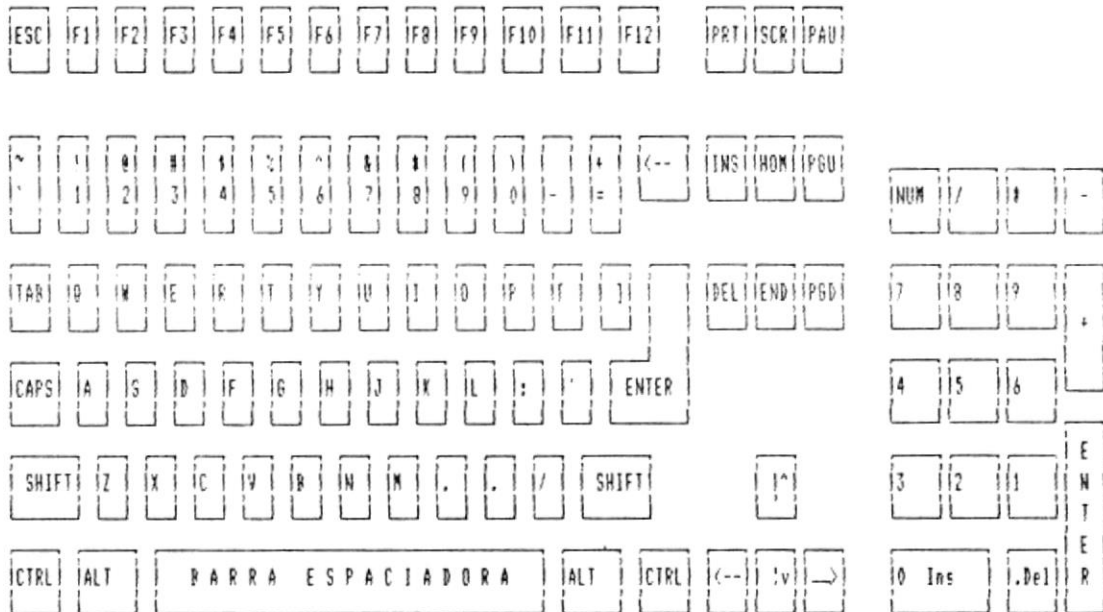 ESC F1 F2 F3 F4 F5 F6 F7 F8 F9 F10 F11 F12 PRT SCR PAU
~ ! @ # $ % ^ & * ( ) + <-- INS HOM PGU
` 1 2 3 4 5 6 7 8 9 0 - =
NUM / * -
TAB Q W E R T Y U I O P [ ] DEL END PGD 7 8 9
+
CAPS A S D F G H J K L : ' ENTER 4 5 6
SHIFT Z X C V B N M , . / SHIFT ^ 3 2 1
CTRL ALT BARRA ESPACIADORA ALT CTRL <-- v --> 0 Ins .Del
ENTER